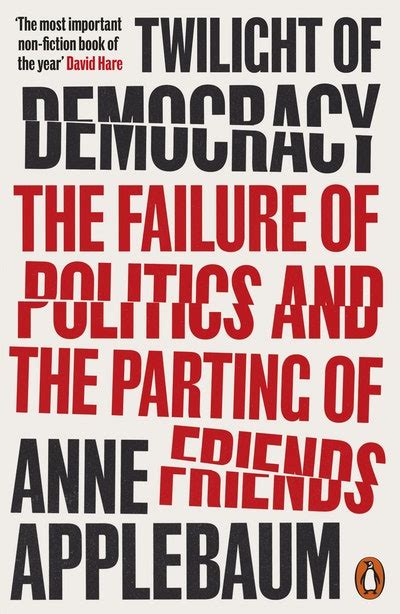 'The most important
non-fiction book of
the year' David Hare
TWILIGHT OF
DEMOCRACY
THE FAILURE OF
POLITICS AND
THE PARTING OF
FRIENDS
ANNE
APPLEBAUM